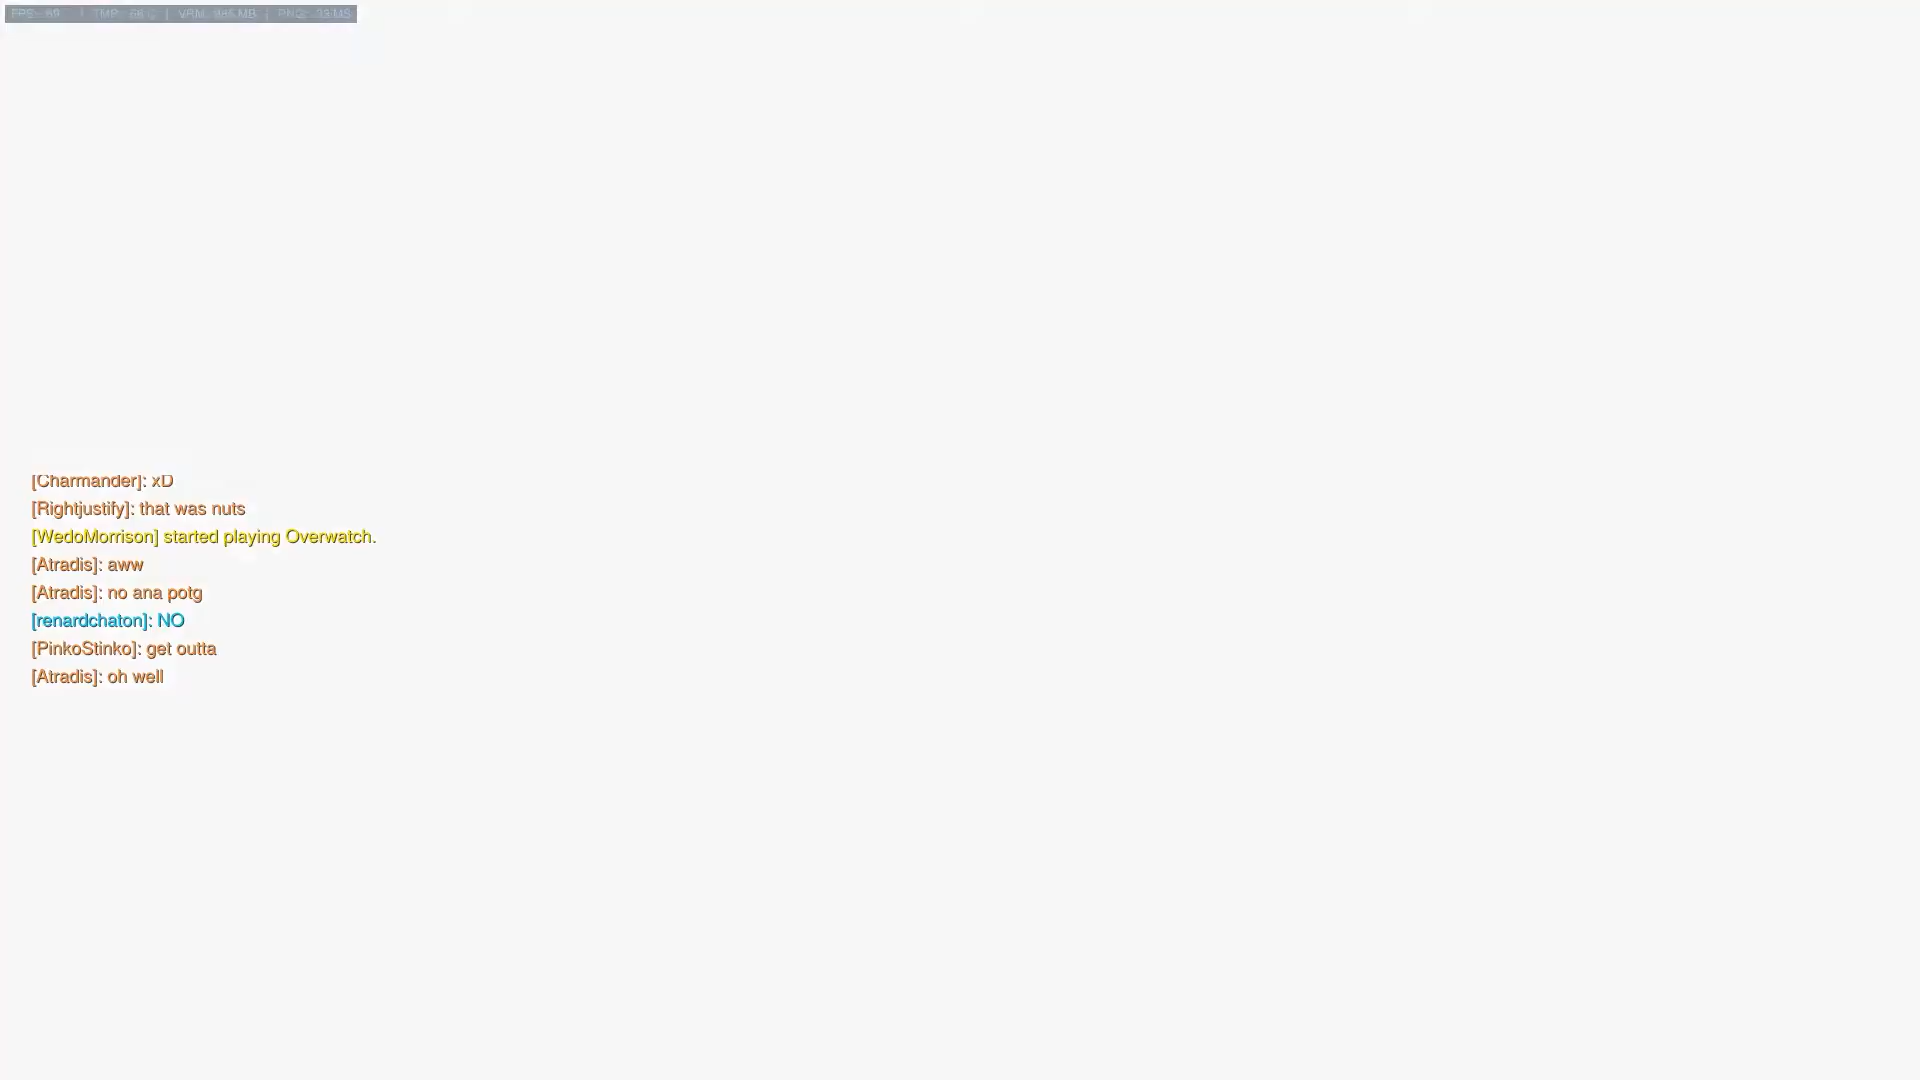 [Charmander]: xD
[Rightjustify]: that was nuts
[WedoMorrison] started playing Overwatch.
[Atradis]: aww
[Atradis]: no ana potg
[renardchaton]: NO
[PinkoStinko]: get outta
[Atradis]: oh well